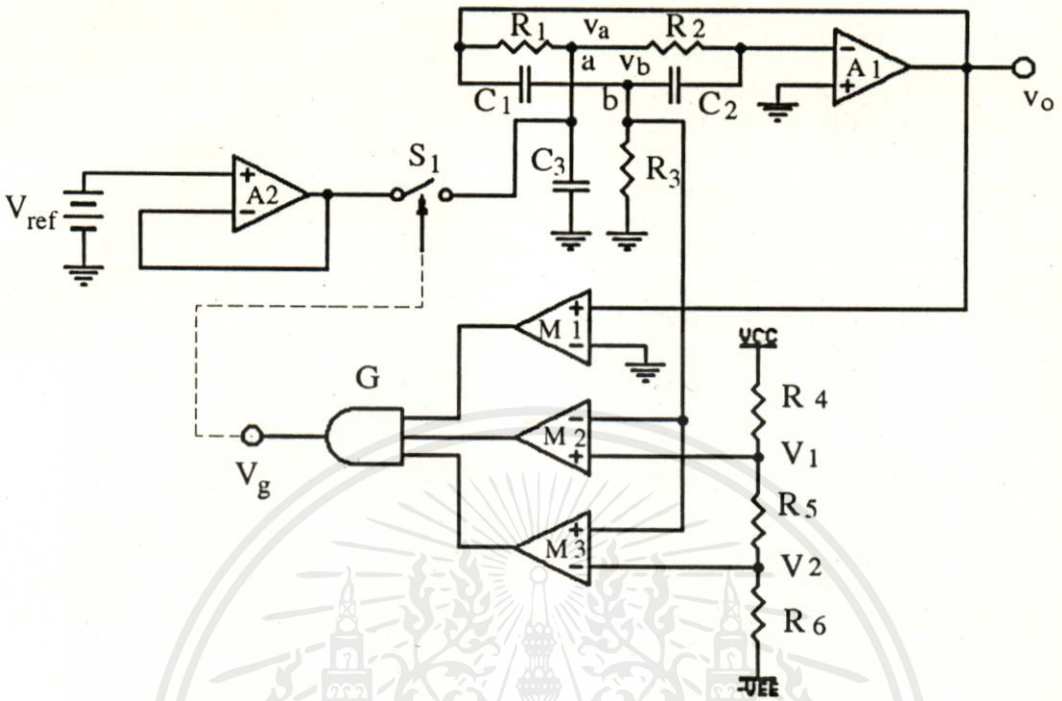 R1 va R2
a vb
C1 b C2
A1
vo
S1
C3
R3
Vref
A2
M1
VCC
G
R4
M2
V1
Vg
R5
M3
V2
R6
-VEE